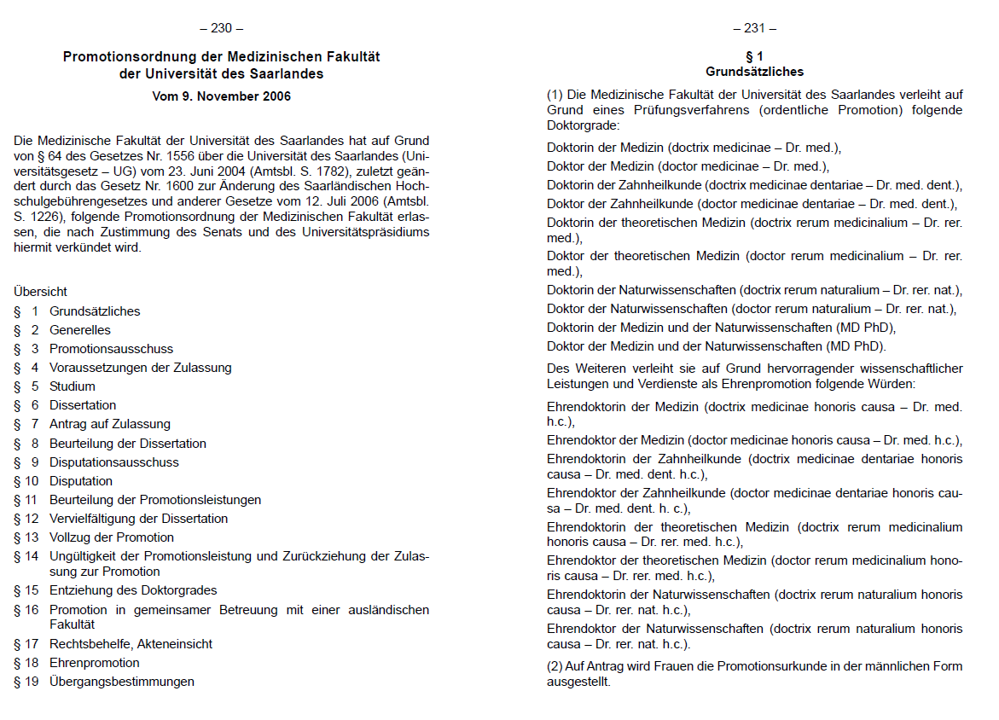 – 230 –
Promotionsordnung der Medizinischen Fakultät
der Universität des Saarlandes
Vom 9. November 2006
Die Medizinische Fakultät der Universität des Saarlandes hat auf Grund
von § 64 des Gesetzes Nr. 1556 über die Universität des Saarlandes (Uni-
versitätsgesetz – UG) vom 23. Juni 2004 (Amtsbl. S. 1782), zuletzt geän-
dert durch das Gesetz Nr. 1600 zur Änderung des Saarländischen Hoch-
schulgebührengesetzes und anderer Gesetze vom 12. Juli 2006 (Amtsbl.
S. 1226), folgende Promotionsordnung der Medizinischen Fakultät erlas-
sen, die nach Zustimmung des Senats und des Universitätspräsidiums
hiermit verkündet wird.
Übersicht
§ 1 Grundsätzliches
§ 2 Generelles
§ 3 Promotionsausschuss
§ 4 Voraussetzungen der Zulassung
§ 5 Studium
§ 6 Dissertation
§ 7 Antrag auf Zulassung
§ 8 Beurteilung der Dissertation
§ 9 Disputationsausschuss
§ 10 Disputation
§ 11 Beurteilung der Promotionsleistungen
§ 12 Vervielfältigung der Dissertation
§ 13 Vollzug der Promotion
§ 14 Ungültigkeit der Promotionsleistung und Zurückziehung der Zulas-
sung zur Promotion
§ 15 Entziehung des Doktorgrades
§ 16 Promotion in gemeinsamer Betreuung mit einer ausländischen
Fakultät
§ 17 Rechtsbehelfe, Akteneinsicht
§ 18 Ehrenpromotion
§ 19 Übergangsbestimmungen
– 231 –
§ 1
Grundsätzliches
(1) Die Medizinische Fakultät der Universität des Saarlandes verleiht auf
Grund eines Prüfungsverfahrens (ordentliche Promotion) folgende
Doktorgrade:
Doktorin der Medizin (doctrix medicinae – Dr. med.),
Doktor der Medizin (doctor medicinae – Dr. med.),
Doktorin der Zahnheilkunde (doctrix medicinae dentariae – Dr. med. dent.),
Doktor der Zahnheilkunde (doctor medicinae dentariae – Dr. med. dent.),
Doktorin der theoretischen Medizin (doctrix rerum medicinalium – Dr. rer.
med.),
Doktor der theoretischen Medizin (doctor rerum medicinalium – Dr. rer.
med.),
Doktorin der Naturwissenschaften (doctrix rerum naturalium – Dr. rer. nat.),
Doktor der Naturwissenschaften (doctor rerum naturalium – Dr. rer. nat.),
Doktorin der Medizin und der Naturwissenschaften (MD PhD),
Doktor der Medizin und der Naturwissenschaften (MD PhD).
Des Weiteren verleiht sie auf Grund hervorragender wissenschaftlicher
Leistungen und Verdienste als Ehrenpromotion folgende Würden:
Ehrendoktorin der Medizin (doctrix medicinae honoris causa – Dr. med.
h.c.),
Ehrendoktor der Medizin (doctor medicinae honoris causa – Dr. med. h.c.),
Ehrendoktorin der Zahnheilkunde (doctrix medicinae dentariae honoris
causa – Dr. med. dent. h.c.),
Ehrendoktor der Zahnheilkunde (doctor medicinae dentariae honoris cau-
sa – Dr. med. dent. h. c.),
Ehrendoktorin der theoretischen Medizin (doctrix rerum medicinalium
honoris causa – Dr. rer. med. h.c.),
Ehrendoktor der theoretischen Medizin (doctor rerum medicinalium hono-
ris causa – Dr. rer. med. h.c.),
Ehrendoktorin der Naturwissenschaften (doctrix rerum naturalium honoris
causa – Dr. rer. nat. h.c.),
Ehrendoktor der Naturwissenschaften (doctor rerum naturalium honoris
causa – Dr. rer. nat. h.c.).
(2) Auf Antrag wird Frauen die Promotionsurkunde in der männlichen Form
ausgestellt.